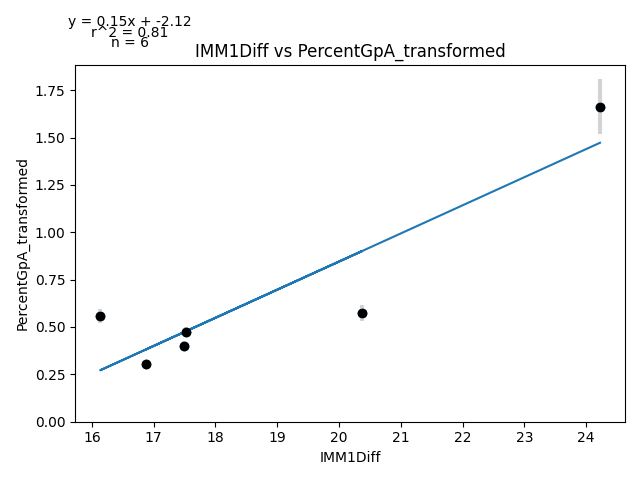 y = 0.15x + -2.12
r^2 = 0.81
n = 6
IMM1Diff vs PercentGpA_transformed
PercentGpA_transformed
1.75
1.50
1.25
1.00
0.75
0.50
0.25
0.00
16 17 18 19 20 21 22 23 24
IMM1Diff